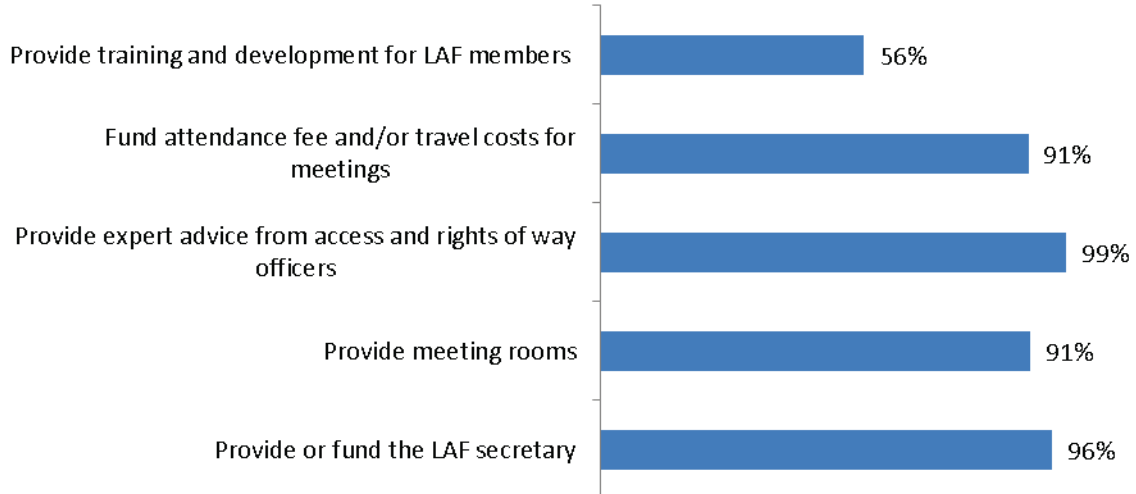 Provide training and development for LAF members
56%
Fund attendance fee and/or travel costs for
meetings
91%
Provide expert advice from access and rights of way
officers
99%
Provide meeting rooms
91%
Provide or fund the LAF secretary
96%